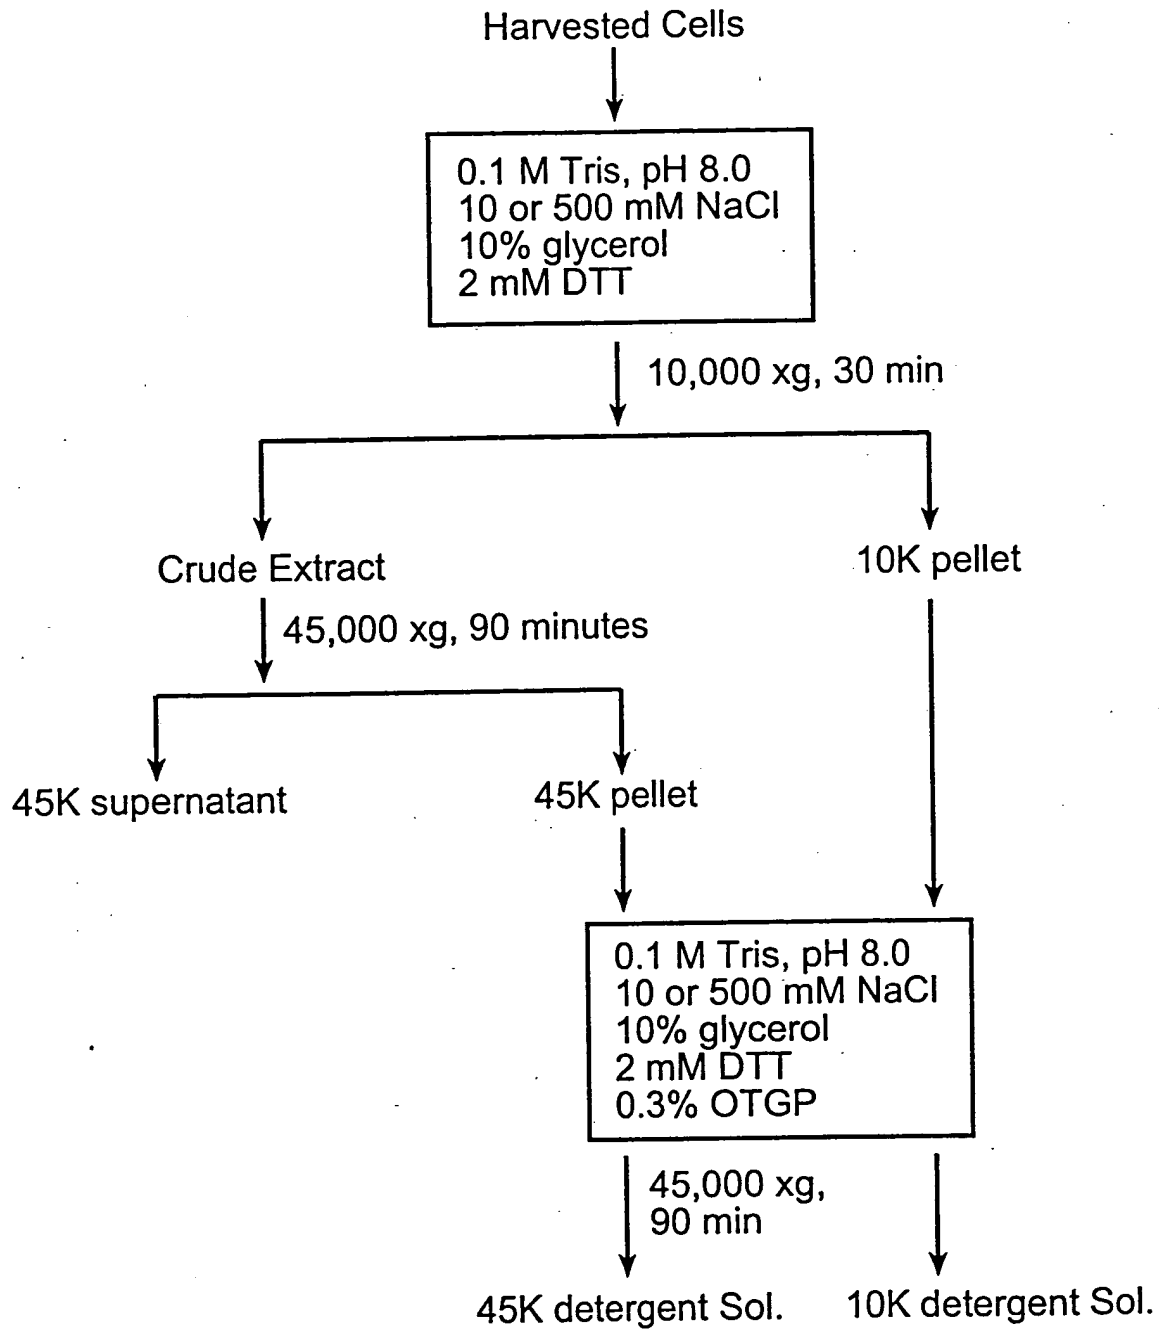 Harvested Cells
0.1 M Tris, pH 8.0
10 or 500 mM NaCl
10% glycerol
2 mM DTT
10,000 xg, 30 min
Crude Extract
10K pellet
45,000 xg, 90 minutes
45K supernatant
45K pellet
0.1 M Tris, pH 8.0
10 or 500 mM NaCl
10% glycerol
2 mM DTT
0.3% OTGP
45,000 xg,
90 min
45K detergent Sol.
10K detergent Sol.